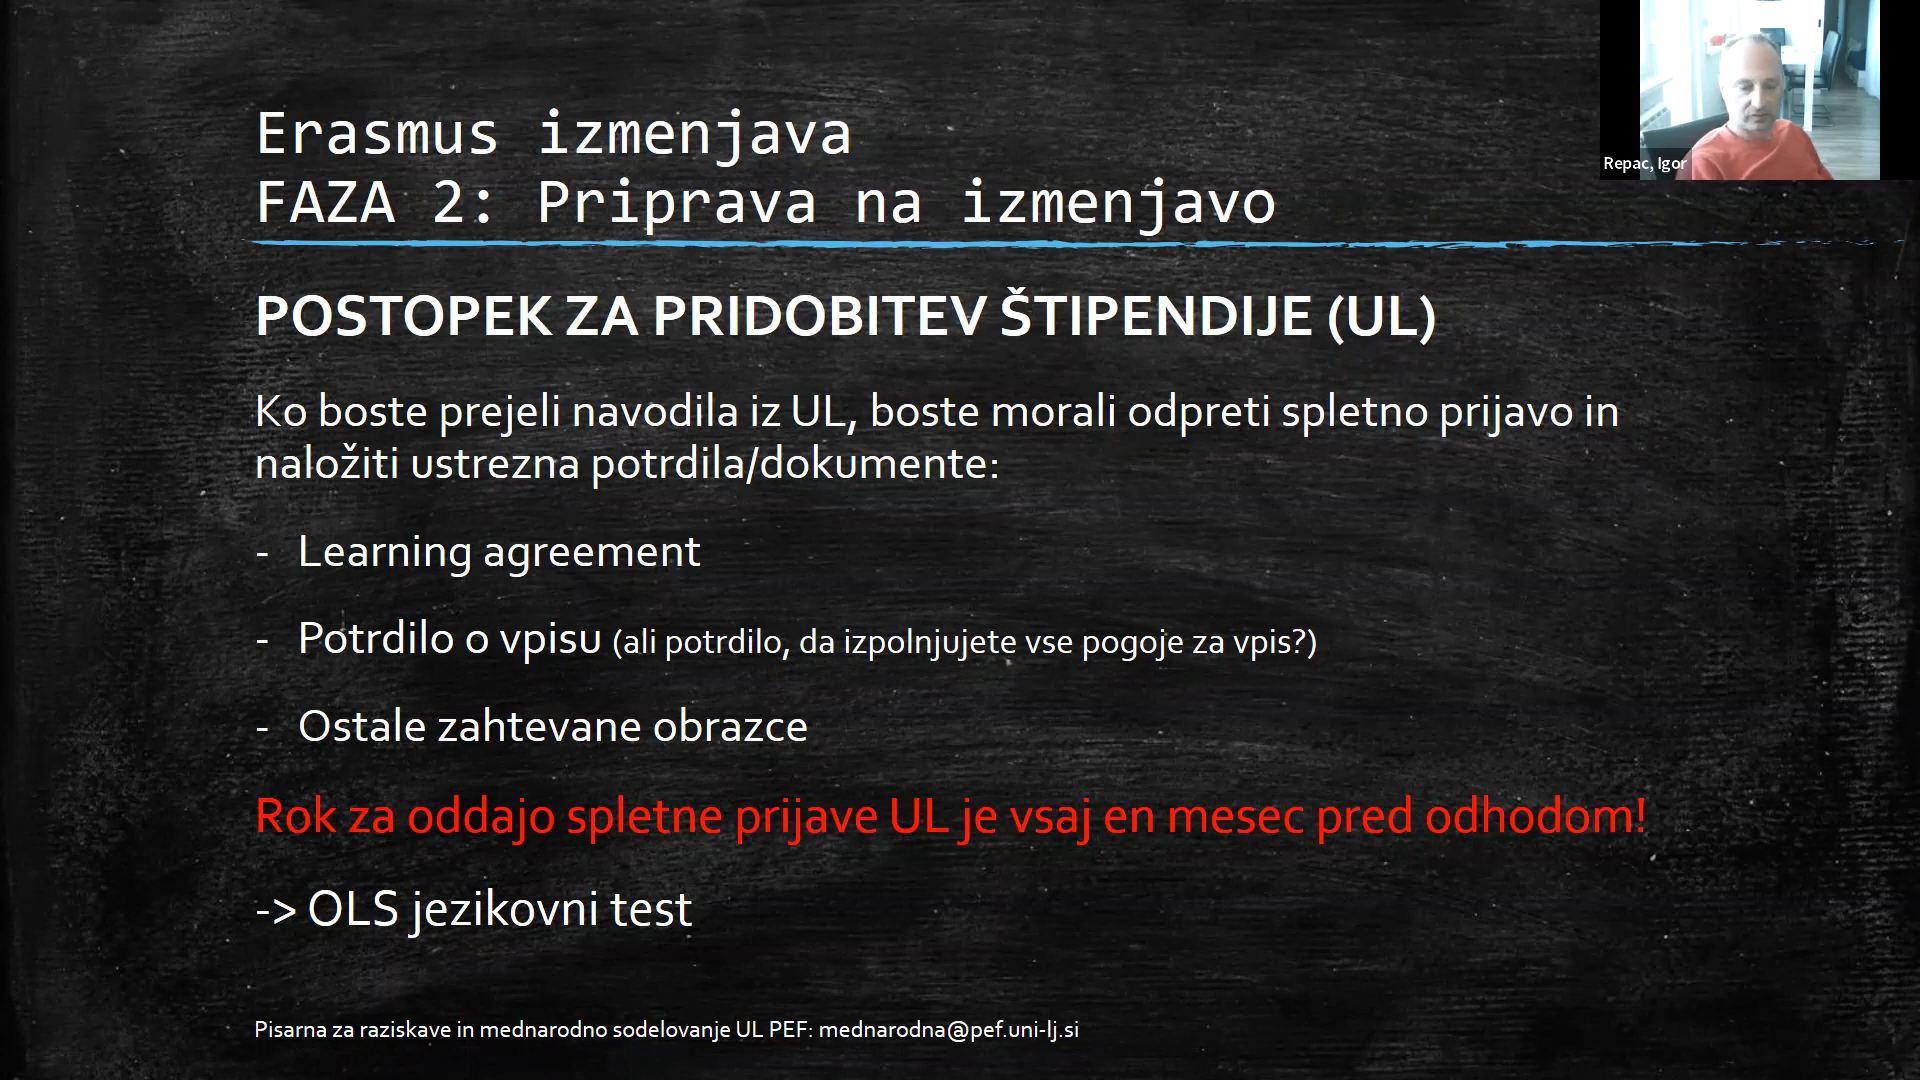 Erasmus izmenjava
FAZA 2: Priprava na izmenjavo
Repac, Igor
POSTOPEK ZA PRIDOBITEV ŠTIPENDIJE (UL)
Ko boste prejeli navodila iz UL, boste morali odpreti spletno prijavo in
naložiti ustrezna potrdila/dokumente:
- Learning agreement
- Potrdilo o vpisu (ali potrdilo, da izpolnjujete vse pogoje za vpis?)
- Ostale zahtevane obrazce
Rok za oddajo spletne prijave UL je vsaj en mesec pred odhodom!
-> OLS jezikovni test
Pisarna za raziskave in mednarodno sodelovanje UL PEF: mednarodna@pef.uni-lj.si